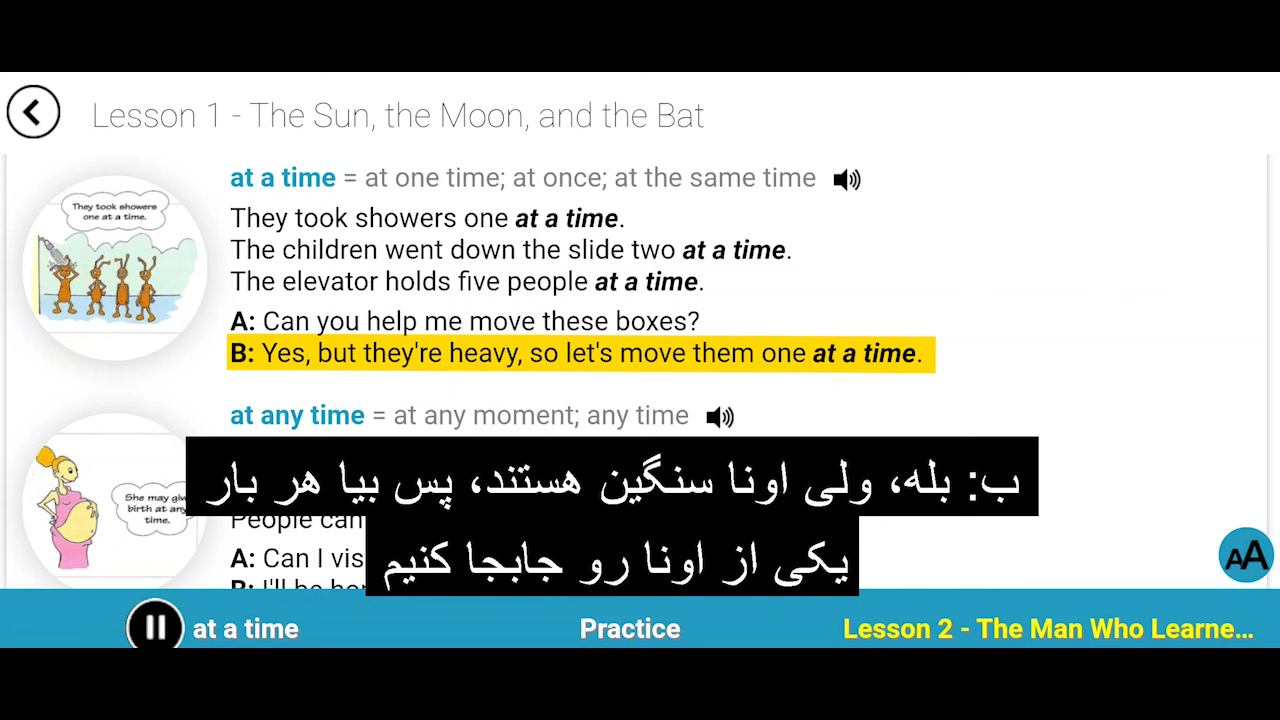 Lesson 1 - The Sun, the Moon, and the Bat
They took showers
one at a time.
at a time = at one time; at once; at the same time
They took showers one at a time.
The children went down the slide two at a time.
The elevator holds five people at a time.
A: Can you help me move these boxes?
B: Yes, but they're heavy, so let's move them one at a time.
at any time = at any moment; any time
She may giv
birth at any
time.
ب: بله، ولی اونا سنگین هستند، پس بیا هر بار
یکی از اونا رو جابجا کنیم
People can
A: Can I vis
AA
at a time
Practice
Lesson 2 - The Man Who Learne…